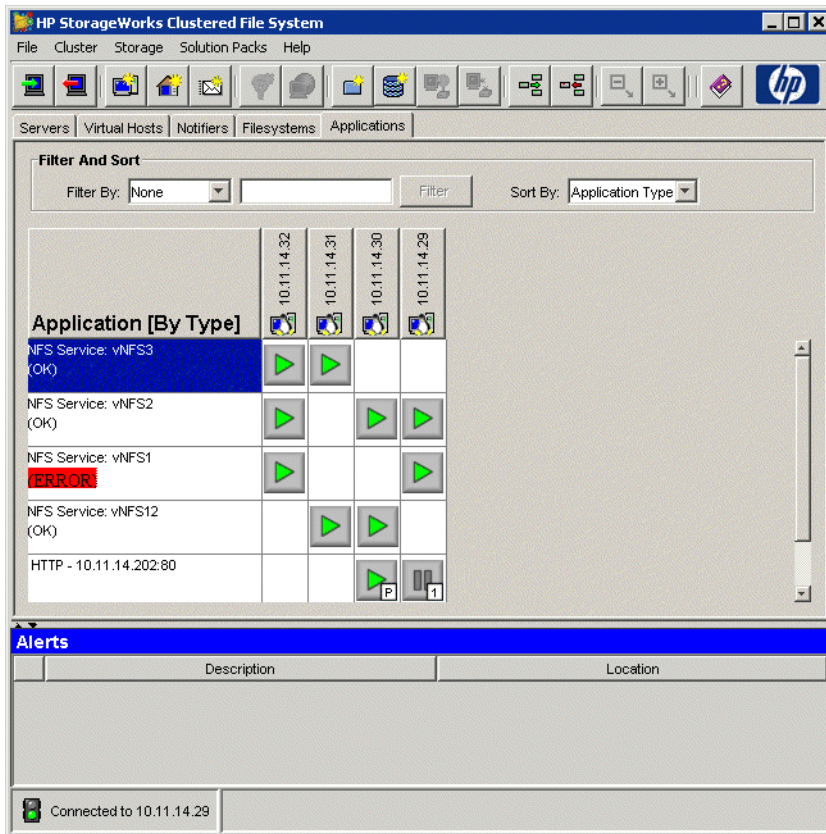 HP StorageWorks Clustered File System
File Cluster Storage Solution Packs Help
hp
Servers Virtual Hosts Notifiers Filesystems Applications
Filter And Sort
Filter By: None Filter Sort By: Application Type
Application [By Type] 10.11.14.32 10.11.14.31 10.11.14.30 10.11.14.29
NFS Service: vNFS3
(OK)
NFS Service: vNFS2
(OK)
NFS Service: vNFS1
(ERROR)
NFS Service: vNFS12
(OK)
HTTP - 10.11.14.202:80
P 1
Alerts
Description Location
Connected to 10.11.14.29